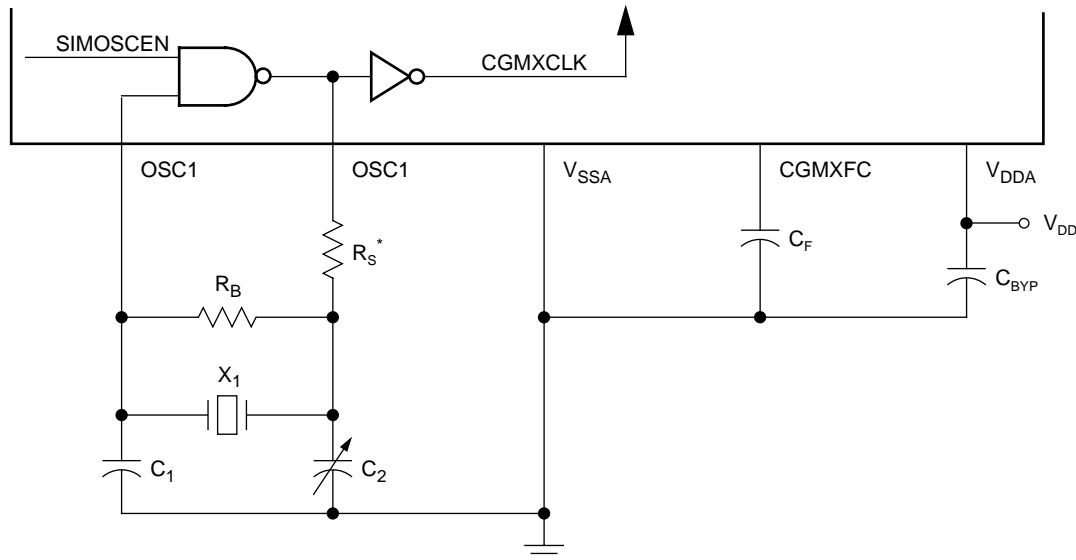 SIMOSCEN
CGMXCLK
OSC1
OSC1
VSSA
CGMXFC
VDDA
VDD
RS*
CF
CBYP
RB
X1
C1
C2